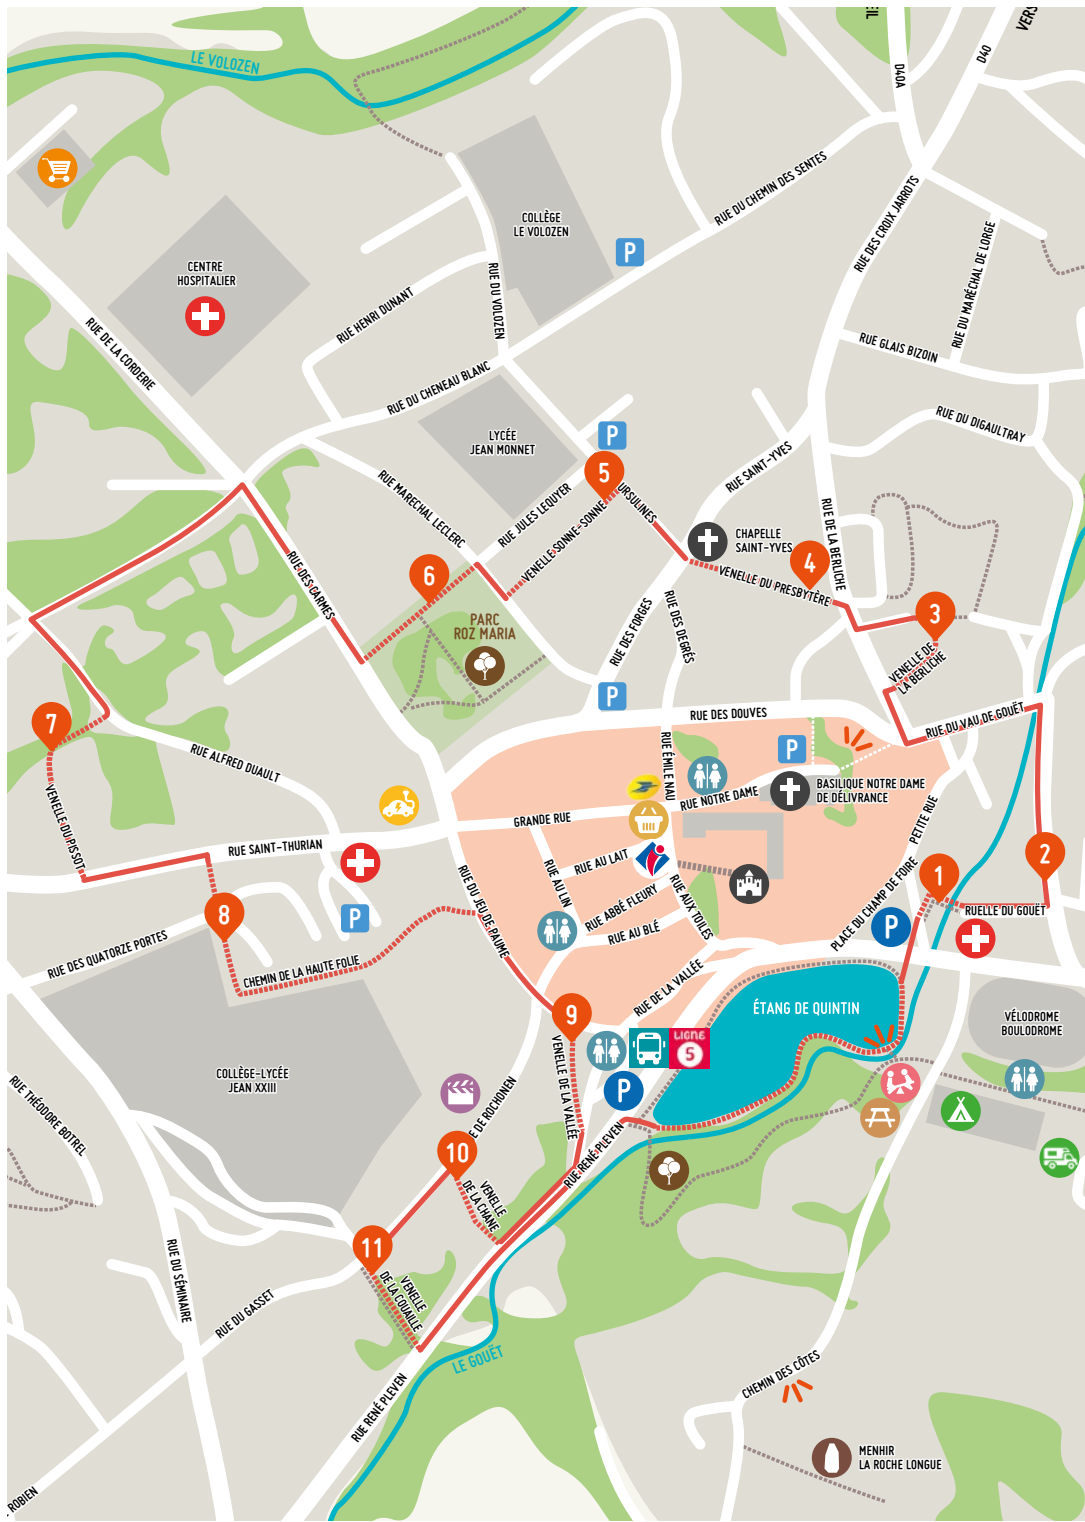 VERS
D40
D40A
LE VOLOZEN
RUE DU CHEMIN DES SENTES
RUE DES CROIX JARROTS
COLLÈGE
LE VOLOZEN
P
RUE DU MARÉCHAL DE LORGE
CENTRE
HOSPITALIER
RUE HENRI DUNANT
RUE DU VOLOZEN
RUE DE LA CORDERIE
RUE GLAIS BIZOIN
RUE DU CHENEAU BLANC
RUE DU DIGAULTRAY
LYCÉE
JEAN MONNET
P
5
RUE SAINT-YVES
RUE MARECHAL LECLERC
RUE JULES LEQUYER
URSULINES
VENELLE SONNE-SONNE
RUE DE LA BERLICHE
CHAPELLE
SAINT-YVES
4
VENELLE DU PRESBYTÈRE
6
RUE DES CARMES
3
PARC
ROZ MARIA
RUE DES FORGES
RUE DES DEGRÉS
VENELLE DE
LA BERLICHE
P
RUE DES DOUVES
RUE DU VAU DE GOUËT
7
RUE ALFRED DUAULT
RUE ÉMILE NAU
P
BASILIQUE NOTRE DAME
DE DÉLIVRANCE
RUE NOTRE DAME
GRANDE RUE
PETITE RUE
VENELLE DU PISSOT
RUE SAINT-THURIAN
RUE AU LAIT
2
1
RUE DU JEU DE PAUME
RUE AU LIN
RUE ABBÉ FLEURY
RUE AUX TOILES
PLACE DU CHAMP DE FOIRE
RUELLE DU GOUËT
8
P
P
RUE AU BLÉ
RUE DES QUATORZE PORTES
CHEMIN DE LA HAUTE FOLIE
RUE DE LA VALLÉE
ÉTANG DE QUINTIN
9
VÉLODROME
BOULODROME
LIGNE
5
VENELLE DE LA VALLÉE
COLLÈGE-LYCÉE
JEAN XXIII
P
RUE THÉODORE BOTREL
E DE ROCHONEN
10
RUE RENÉ PLEVEN
VENELLE
DE LA CHANE
11
RUE DU SÉMINAIRE
VENELLE
DE LA COUAILLE
RUE DU GASSET
LE GOUËT
CHEMIN DES CÔTES
RUE RENÉ PLEVEN
MENHIR
LA ROCHE LONGUE
ROBIEN